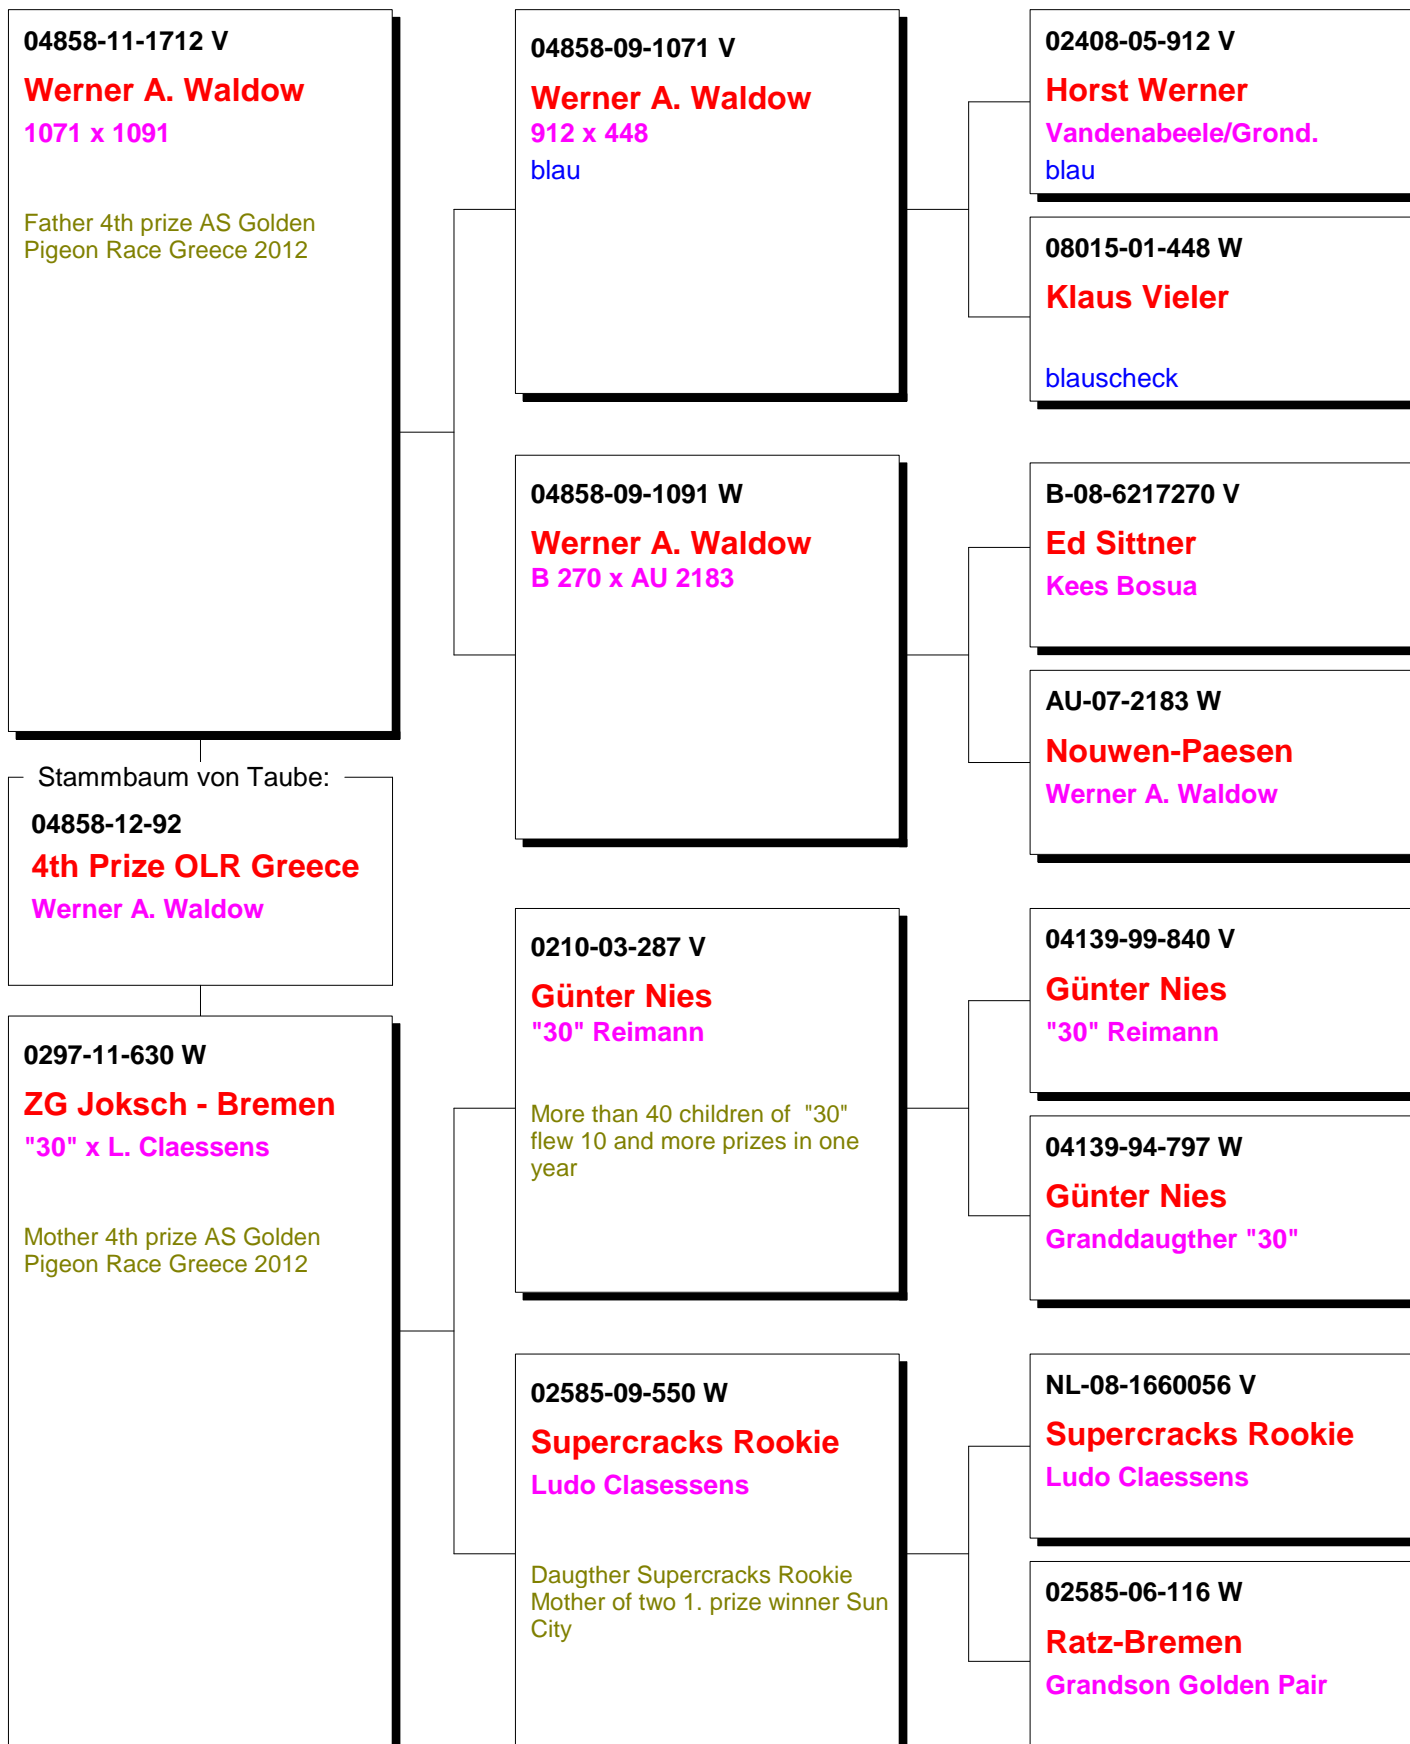 04858-11-1712 V
Werner A. Waldow
1071 x 1091
Father 4th prize AS Golden
Pigeon Race Greece 2012
Stammbaum von Taube:
04858-12-92
4th Prize OLR Greece
Werner A. Waldow
0297-11-630 W
ZG Joksch - Bremen
"30" x L. Claessens
Mother 4th prize AS Golden
Pigeon Race Greece 2012
04858-09-1071 V
Werner A. Waldow
912 x 448
blau
04858-09-1091 W
Werner A. Waldow
B 270 x AU 2183
0210-03-287 V
Günter Nies
"30" Reimann
More than 40 children of "30"
flew 10 and more prizes in one
year
02585-09-550 W
Supercracks Rookie
Ludo Clasessens
Daugther Supercracks Rookie
Mother of two 1. prize winner Sun
City
02408-05-912 V
Horst Werner
Vandenabeele/Grond.
blau
08015-01-448 W
Klaus Vieler
blauscheck
B-08-6217270 V
Ed Sittner
Kees Bosua
AU-07-2183 W
Nouwen-Paesen
Werner A. Waldow
04139-99-840 V
Günter Nies
"30" Reimann
04139-94-797 W
Günter Nies
Granddaugther "30"
NL-08-1660056 V
Supercracks Rookie
Ludo Claessens
02585-06-116 W
Ratz-Bremen
Grandson Golden Pair